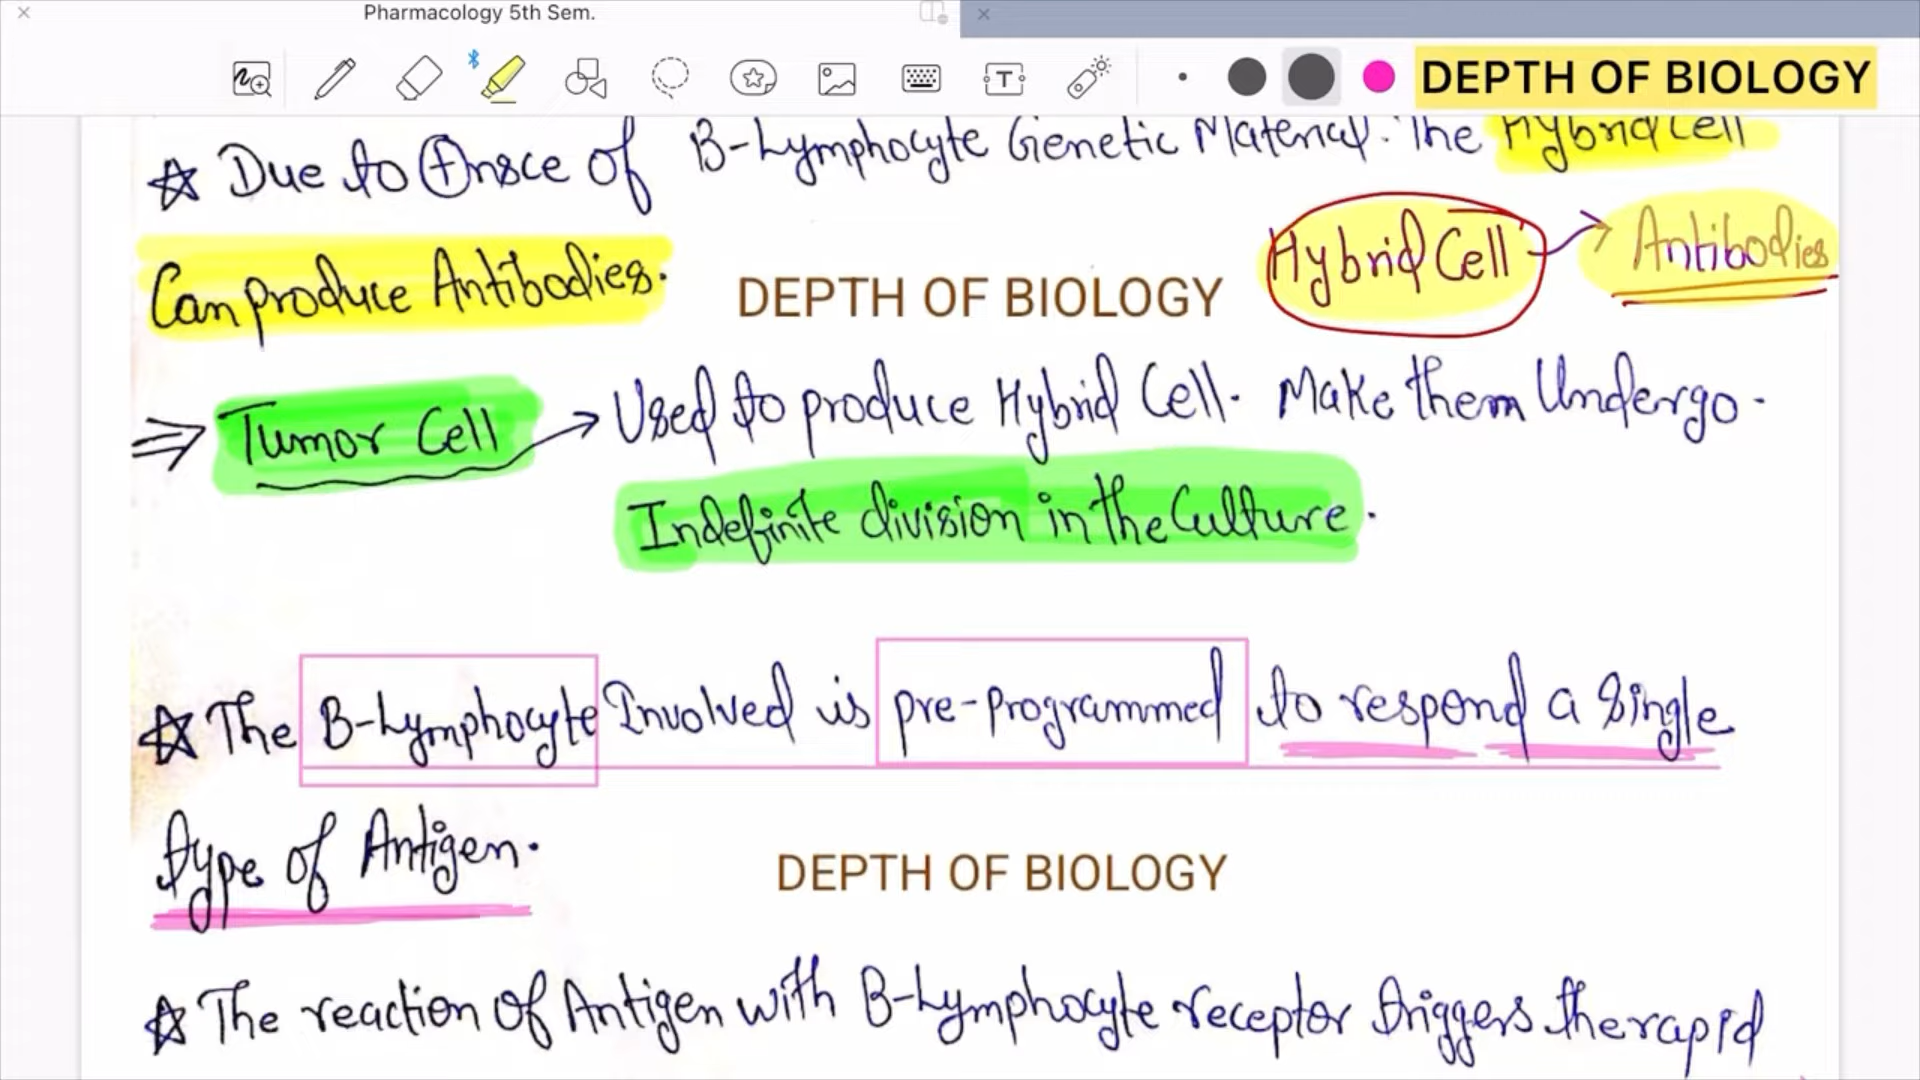 Pharmacology 5th Sem.
DEPTH OF BIOLOGY
☆ Due to ⊕nsce of B-Lymphocyte Genetic Material. The Hybrid Cell
Can produce Antibodies.
DEPTH OF BIOLOGY
Hybrid Cell → Antibodies
⇒ Tumor Cell → Used to produce Hybrid Cell. Make them Undergo.
Indefinite division in the Culture.
☆ The B-Lymphocyte Involved is pre-programmed to respond a Single
type of Antigen.
DEPTH OF BIOLOGY
☆ The reaction of Antigen with B-Lymphocyte receptor triggers the rapid